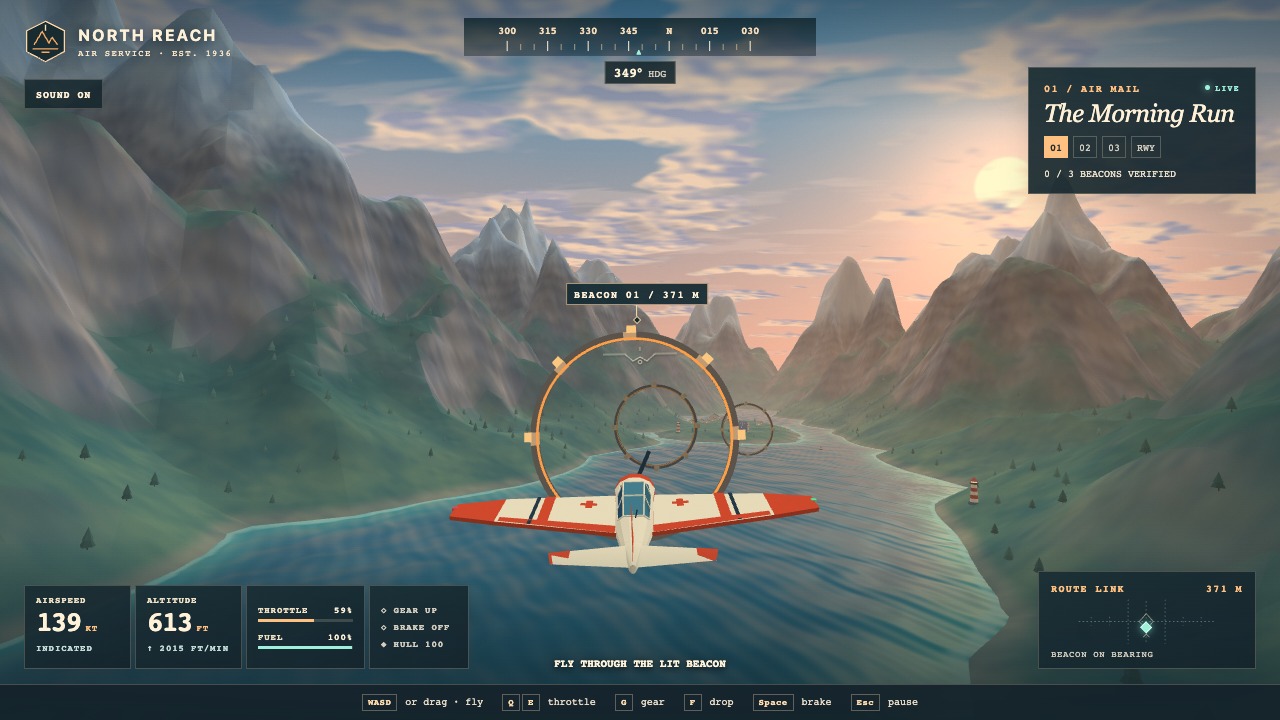 NORTH REACH
AIR SERVICE · EST. 1936
SOUND ON
300 315 330 345 N 015 030
349° HDG
01 / AIR MAIL
LIVE
The Morning Run
01 02 03 RWY
0 / 3 BEACONS VERIFIED
BEACON 01 / 371 M
AIRSPEED
139 KT
INDICATED
ALTITUDE
613 FT
↑ 2015 FT/MIN
THROTTLE 59%
FUEL 100%
◇ GEAR UP
◇ BRAKE OFF
◆ HULL 100
FLY THROUGH THE LIT BEACON
ROUTE LINK 371 M
BEACON ON BEARING
WASD or drag · fly Q E throttle G gear F drop Space brake Esc pause